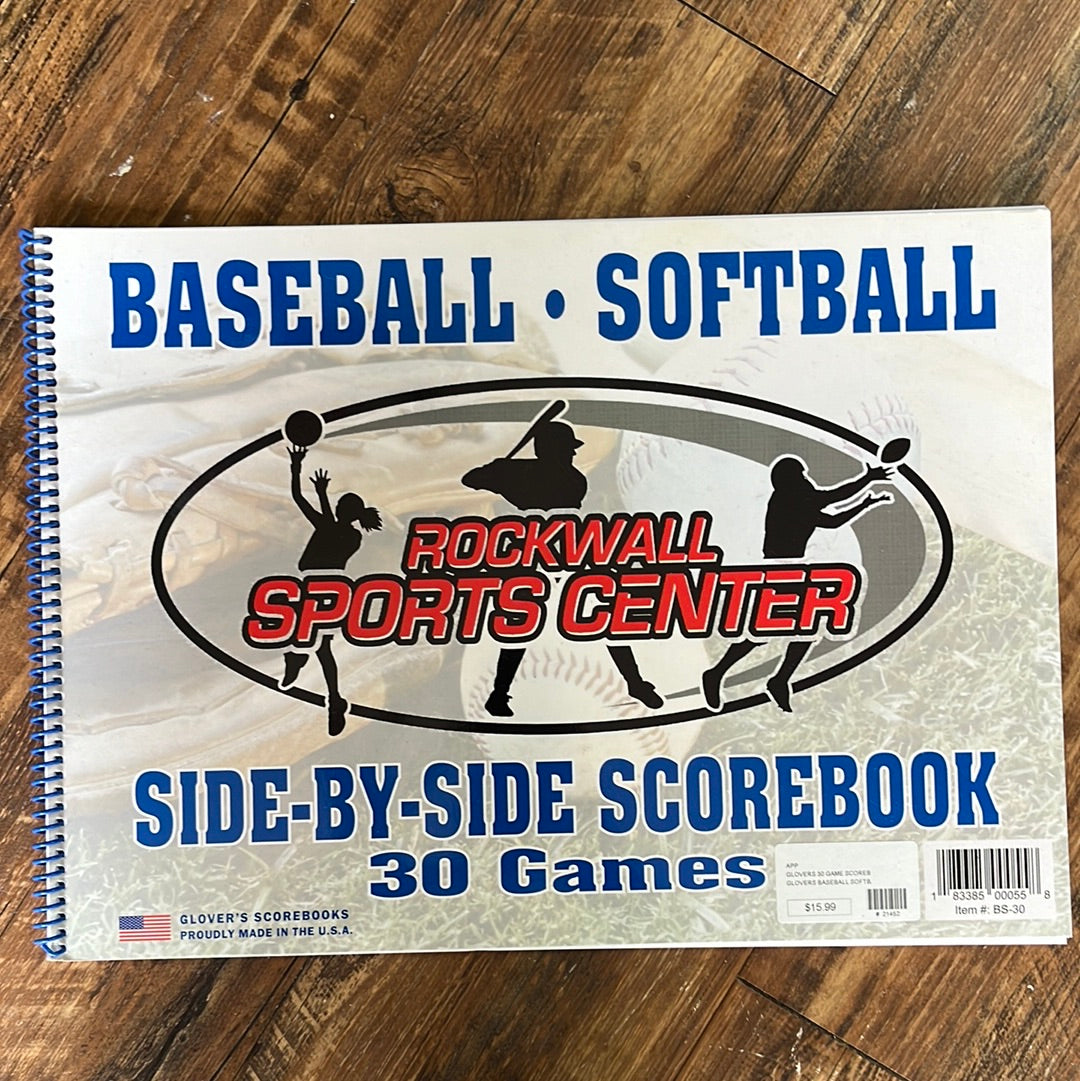 BASEBALL • SOFTBALL
ROCKWALL
SPORTS CENTER
SIDE-BY-SIDE SCOREBOOK
30 Games
GLOVER'S SCOREBOOKS
PROUDLY MADE IN THE U.S.A.
APP
GLOVERS 30 GAME SCOREB
GLOVERS BASEBALL SOFTB,
$15.99
# 21452
1 83385 00055 8
Item #: BS-30